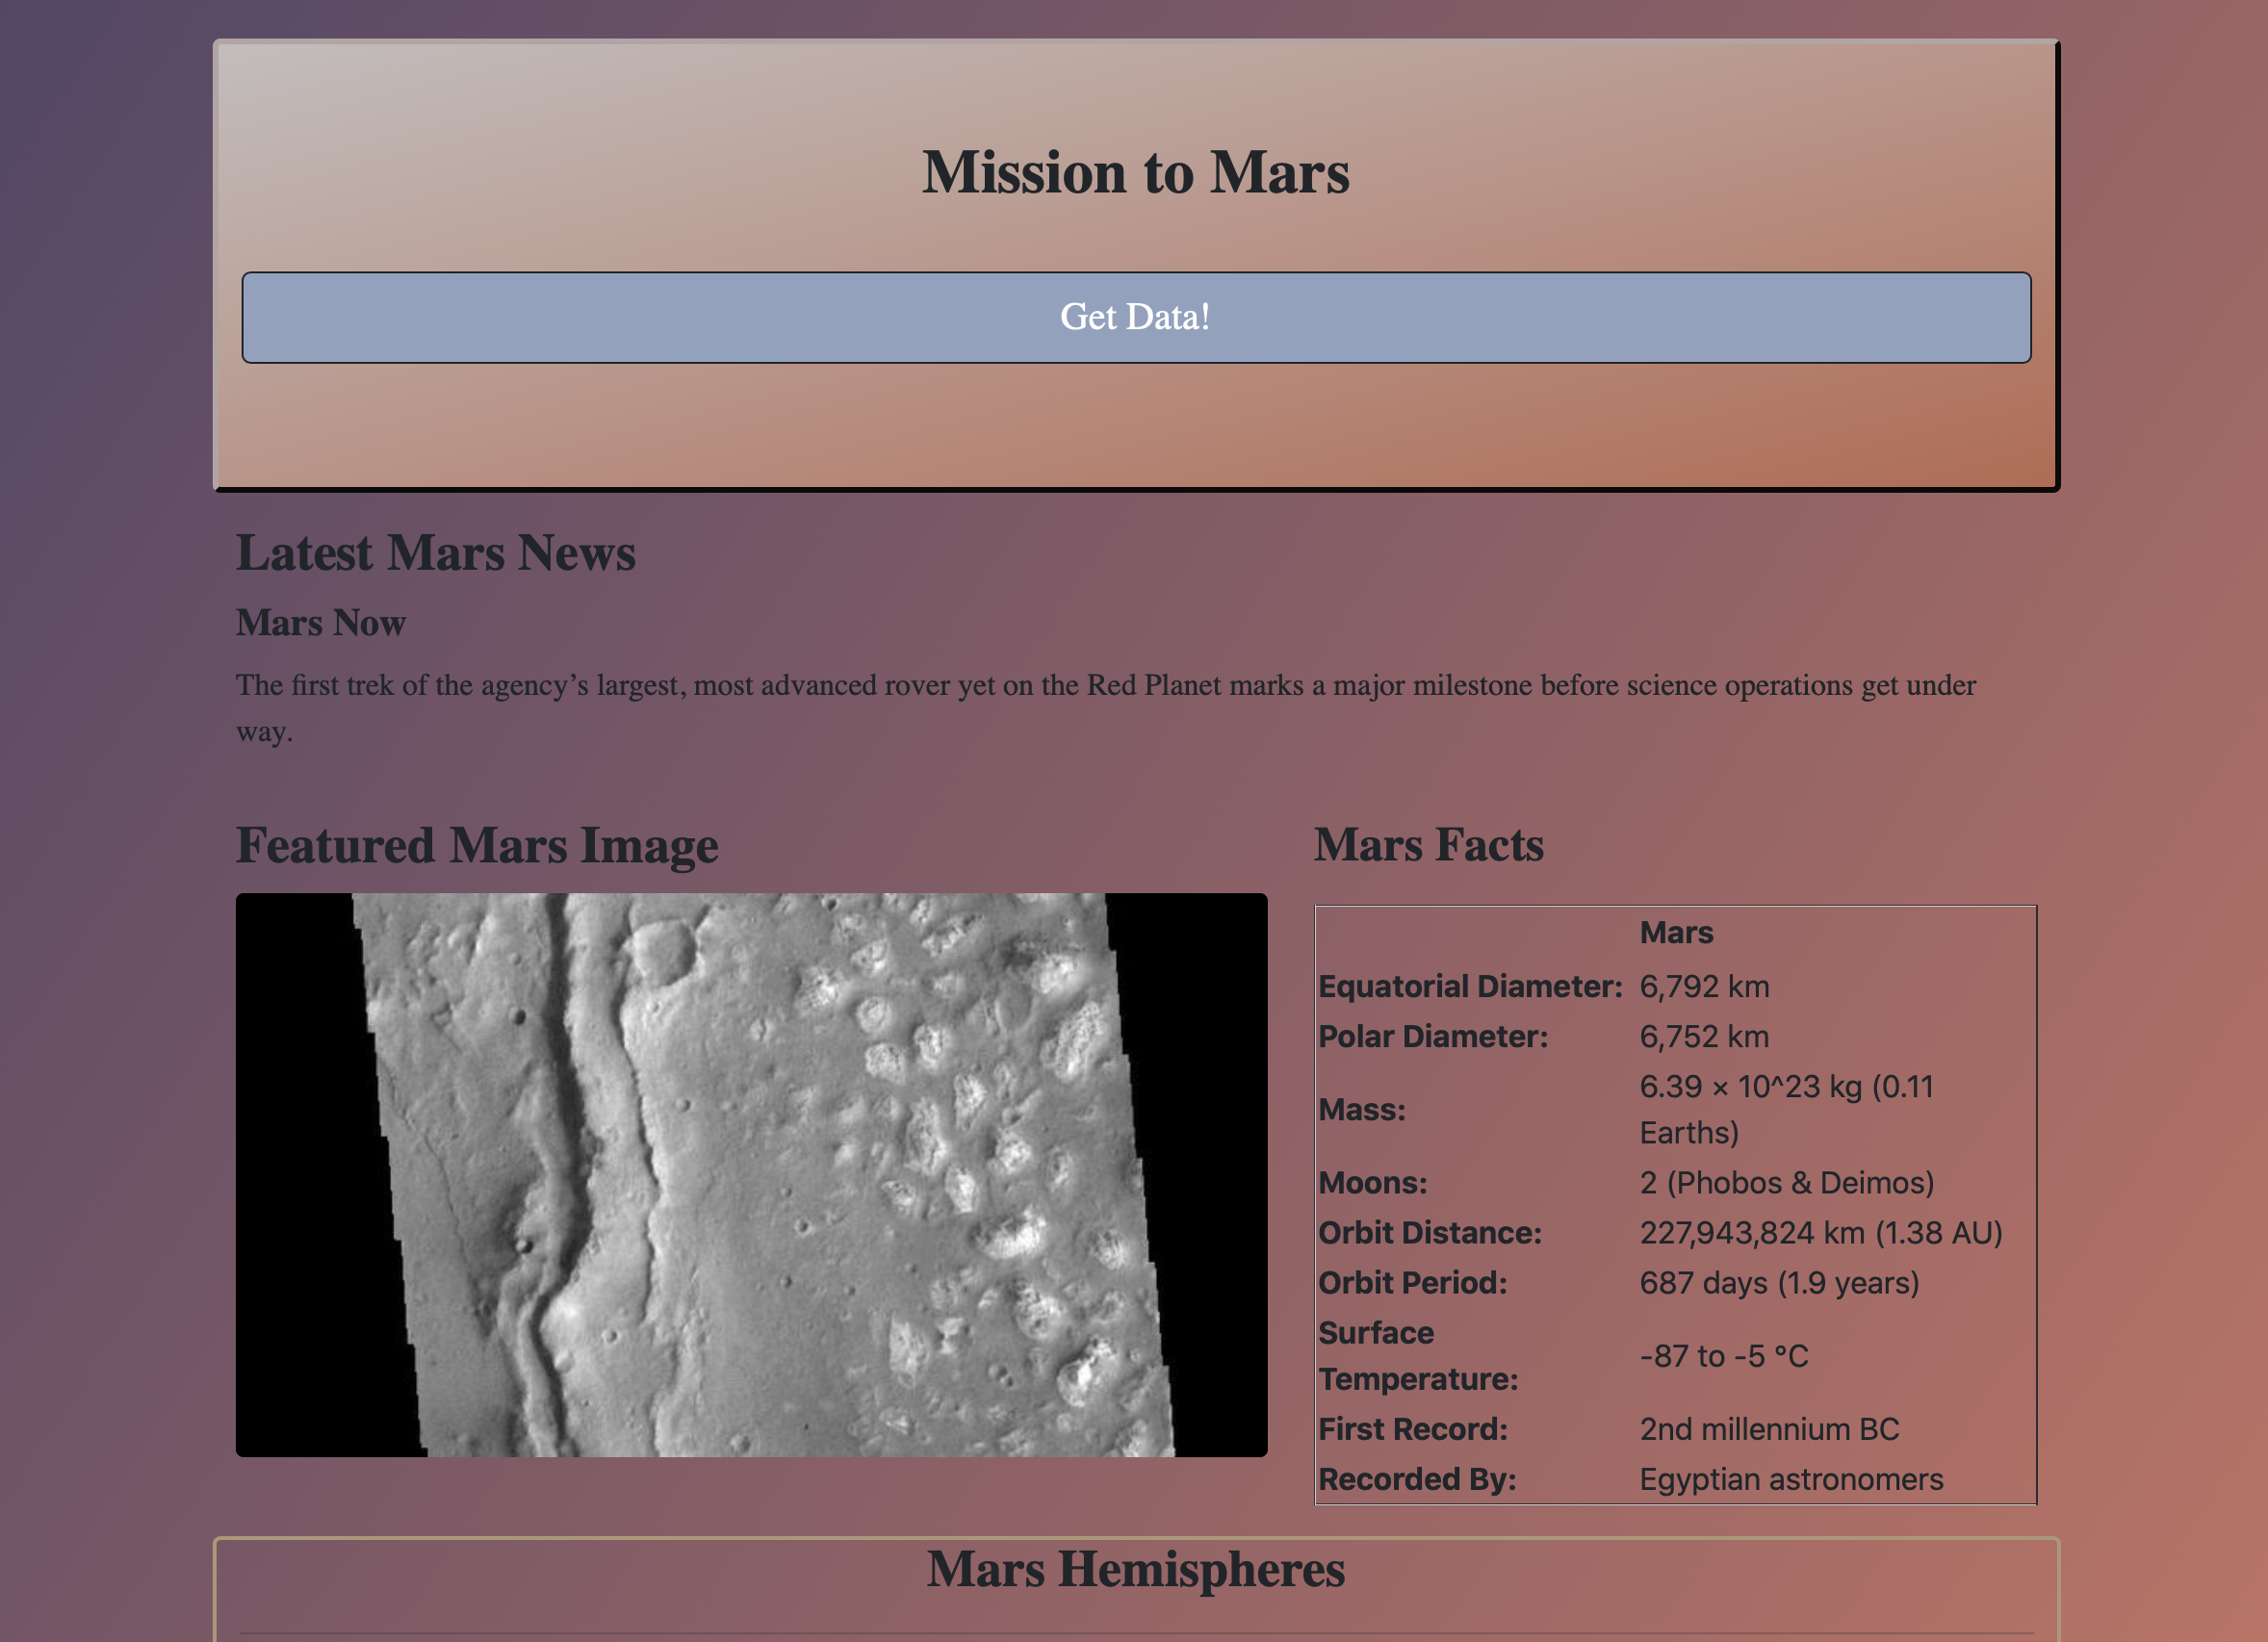 Mission to Mars
Get Data!
Latest Mars News
Mars Now
The first trek of the agency’s largest, most advanced rover yet on the Red Planet marks a major milestone before science operations get under
way.
Featured Mars Image
Mars Facts
Mars
Equatorial Diameter: 6,792 km
Polar Diameter: 6,752 km
Mass: 6.39 × 10^23 kg (0.11
Earths)
Moons: 2 (Phobos & Deimos)
Orbit Distance: 227,943,824 km (1.38 AU)
Orbit Period: 687 days (1.9 years)
Surface
Temperature: -87 to -5 °C
First Record: 2nd millennium BC
Recorded By: Egyptian astronomers
Mars Hemispheres